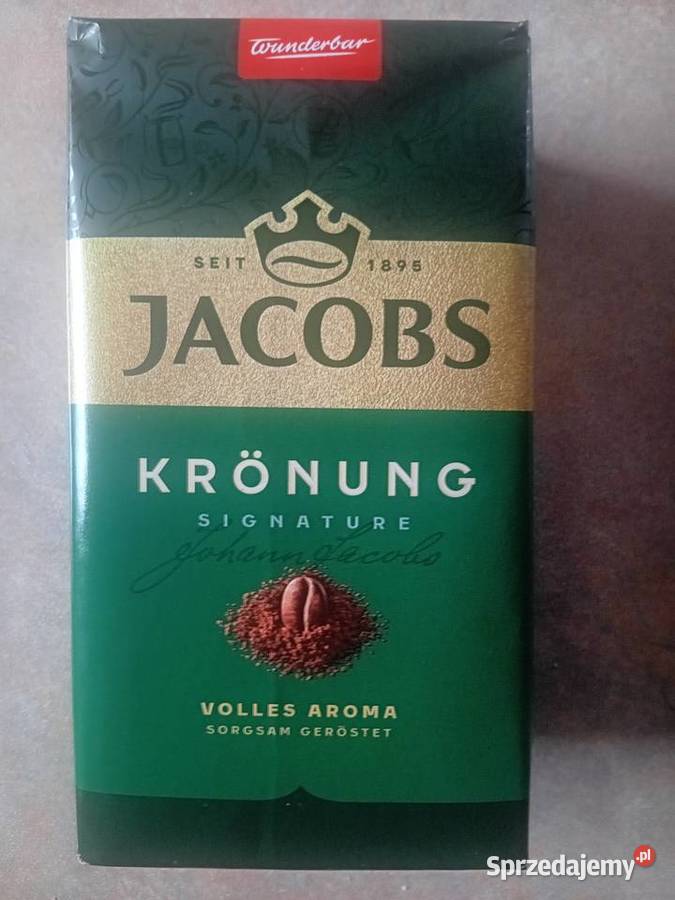 Wunderbar
SEIT 1895
JACOBS
KRÖNUNG
SIGNATURE
Johann Jacobs
VOLLES AROMA
SORGSAM GERÖSTET
Sprzedajemy.pl